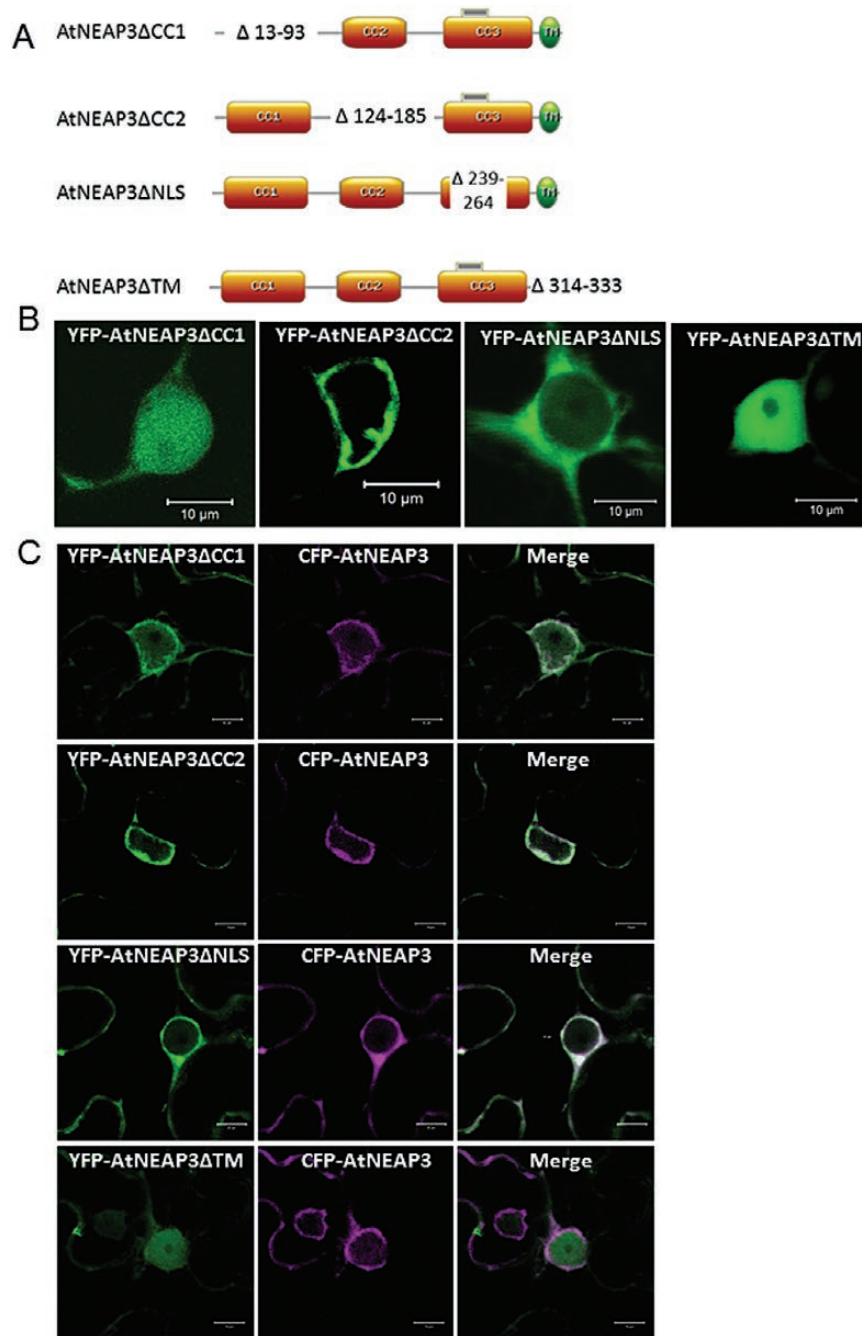 A
AtNEAP3ΔCC1
Δ 13-93
CC2
CC3
TM
AtNEAP3ΔCC2
CC1
Δ 124-185
CC3
TM
AtNEAP3ΔNLS
CC1
CC2
Δ 239-
264
TM
AtNEAP3ΔTM
CC1
CC2
CC3
Δ 314-333
B
YFP-AtNEAP3ΔCC1
YFP-AtNEAP3ΔCC2
YFP-AtNEAP3ΔNLS
YFP-AtNEAP3ΔTM
10 µm
10 µm
10 µm
10 µm
C
YFP-AtNEAP3ΔCC1
CFP-AtNEAP3
Merge
YFP-AtNEAP3ΔCC2
CFP-AtNEAP3
Merge
YFP-AtNEAP3ΔNLS
CFP-AtNEAP3
Merge
YFP-AtNEAP3ΔTM
CFP-AtNEAP3
Merge